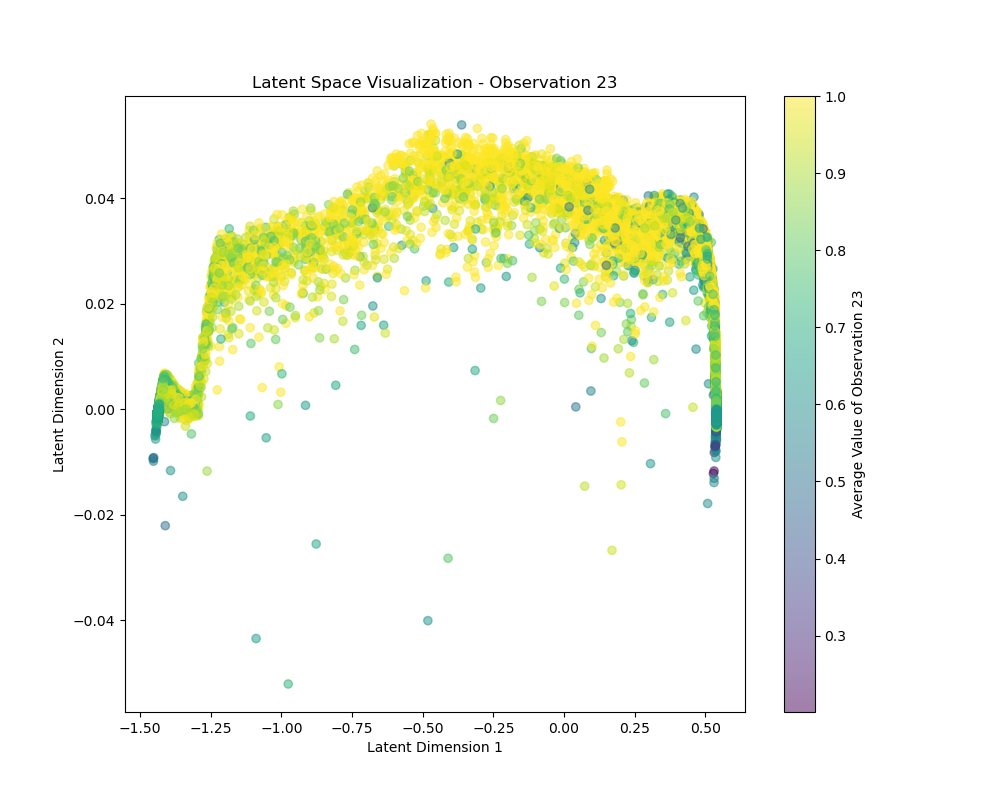 Latent Space Visualization - Observation 23
Latent Dimension 2
0.04
0.02
0.00
−0.02
−0.04
−1.50 −1.25 −1.00 −0.75 −0.50 −0.25 0.00 0.25 0.50
Latent Dimension 1
1.0
0.9
0.8
0.7
0.6
0.5
0.4
0.3
Average Value of Observation 23